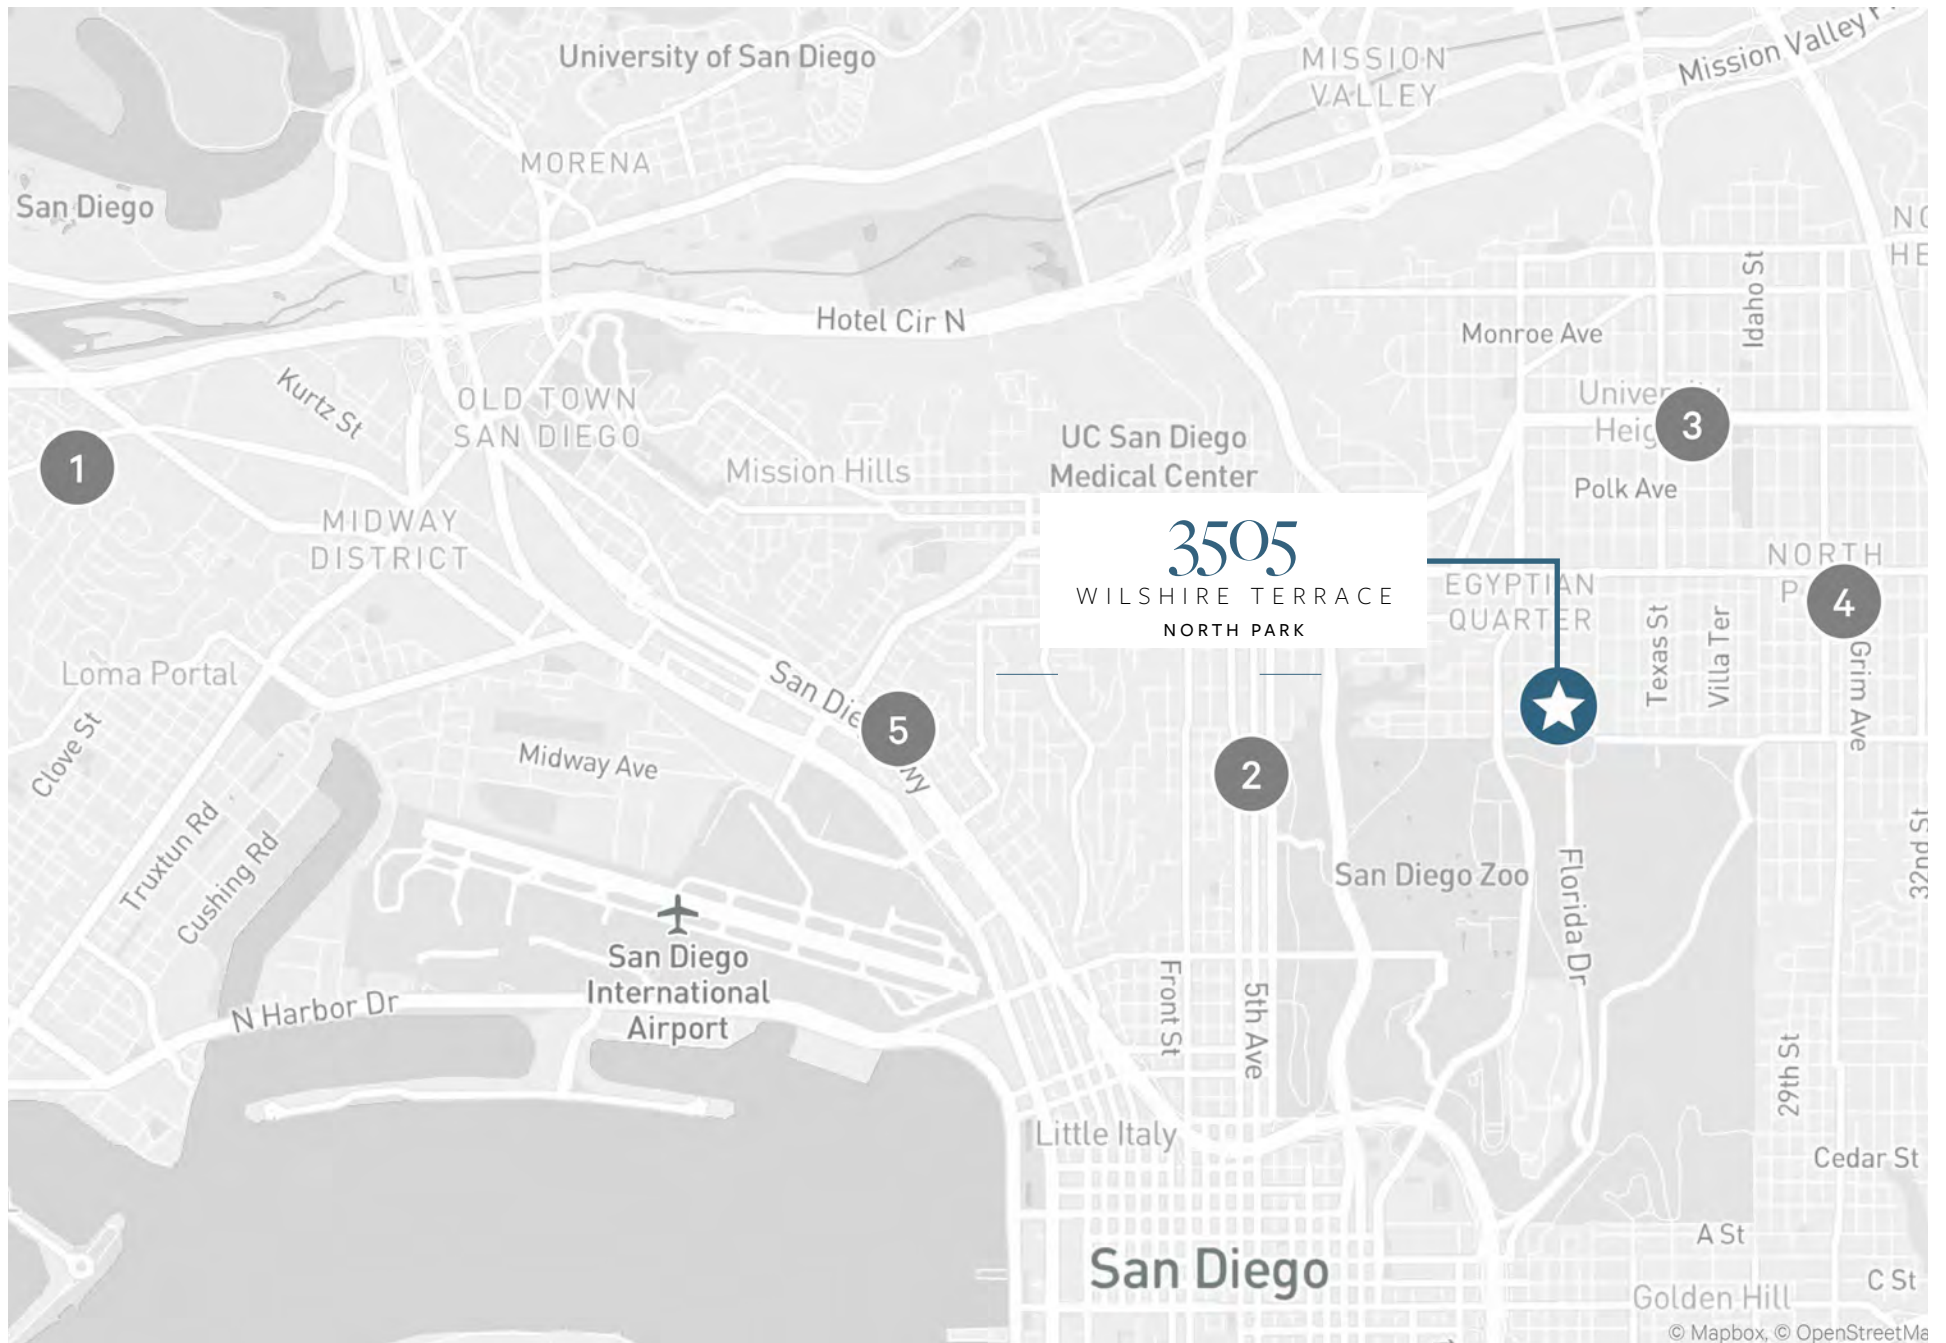 University of San Diego
MISSION
VALLEY
Mission Valley
MORENA
San Diego
NO
HE
Idaho St
Hotel Cir N
Monroe Ave
Kurtz St
OLD TOWN
SAN DIEGO
Univer
Heig
3
UC San Diego
Medical Center
1
Mission Hills
Polk Ave
MIDWAY
DISTRICT
3505
WILSHIRE TERRACE
NORTH PARK
NORTH
P
4
EGYPTIAN
QUARTER
Texas St
Villa Ter
Grim Ave
Loma Portal
San Die
wy
5
Clove St
Midway Ave
2
Truxtun Rd
Cushing Rd
San Diego Zoo
Florida Dr
32nd St
San Diego
International
Airport
N Harbor Dr
Front St
5th Ave
29th St
Little Italy
Cedar St
A St
San Diego
C St
Golden Hill
© Mapbox, © OpenStreetMa